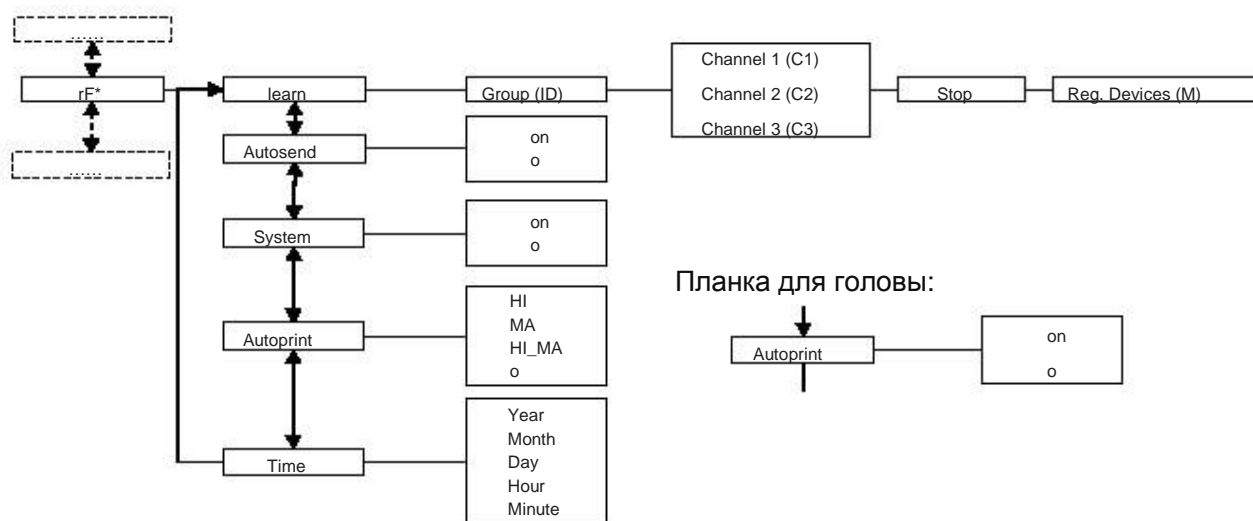 ......
rF*
......
learn
Group (ID)
Channel 1 (C1)
Channel 2 (C2)
Channel 3 (C3)
Stop
Reg. Devices (M)
Autosend
on
o
System
on
o
Autoprint
HI
MA
HI_MA
o
Time
Year
Month
Day
Hour
Minute
Планка для головы:
Autoprint
on
o